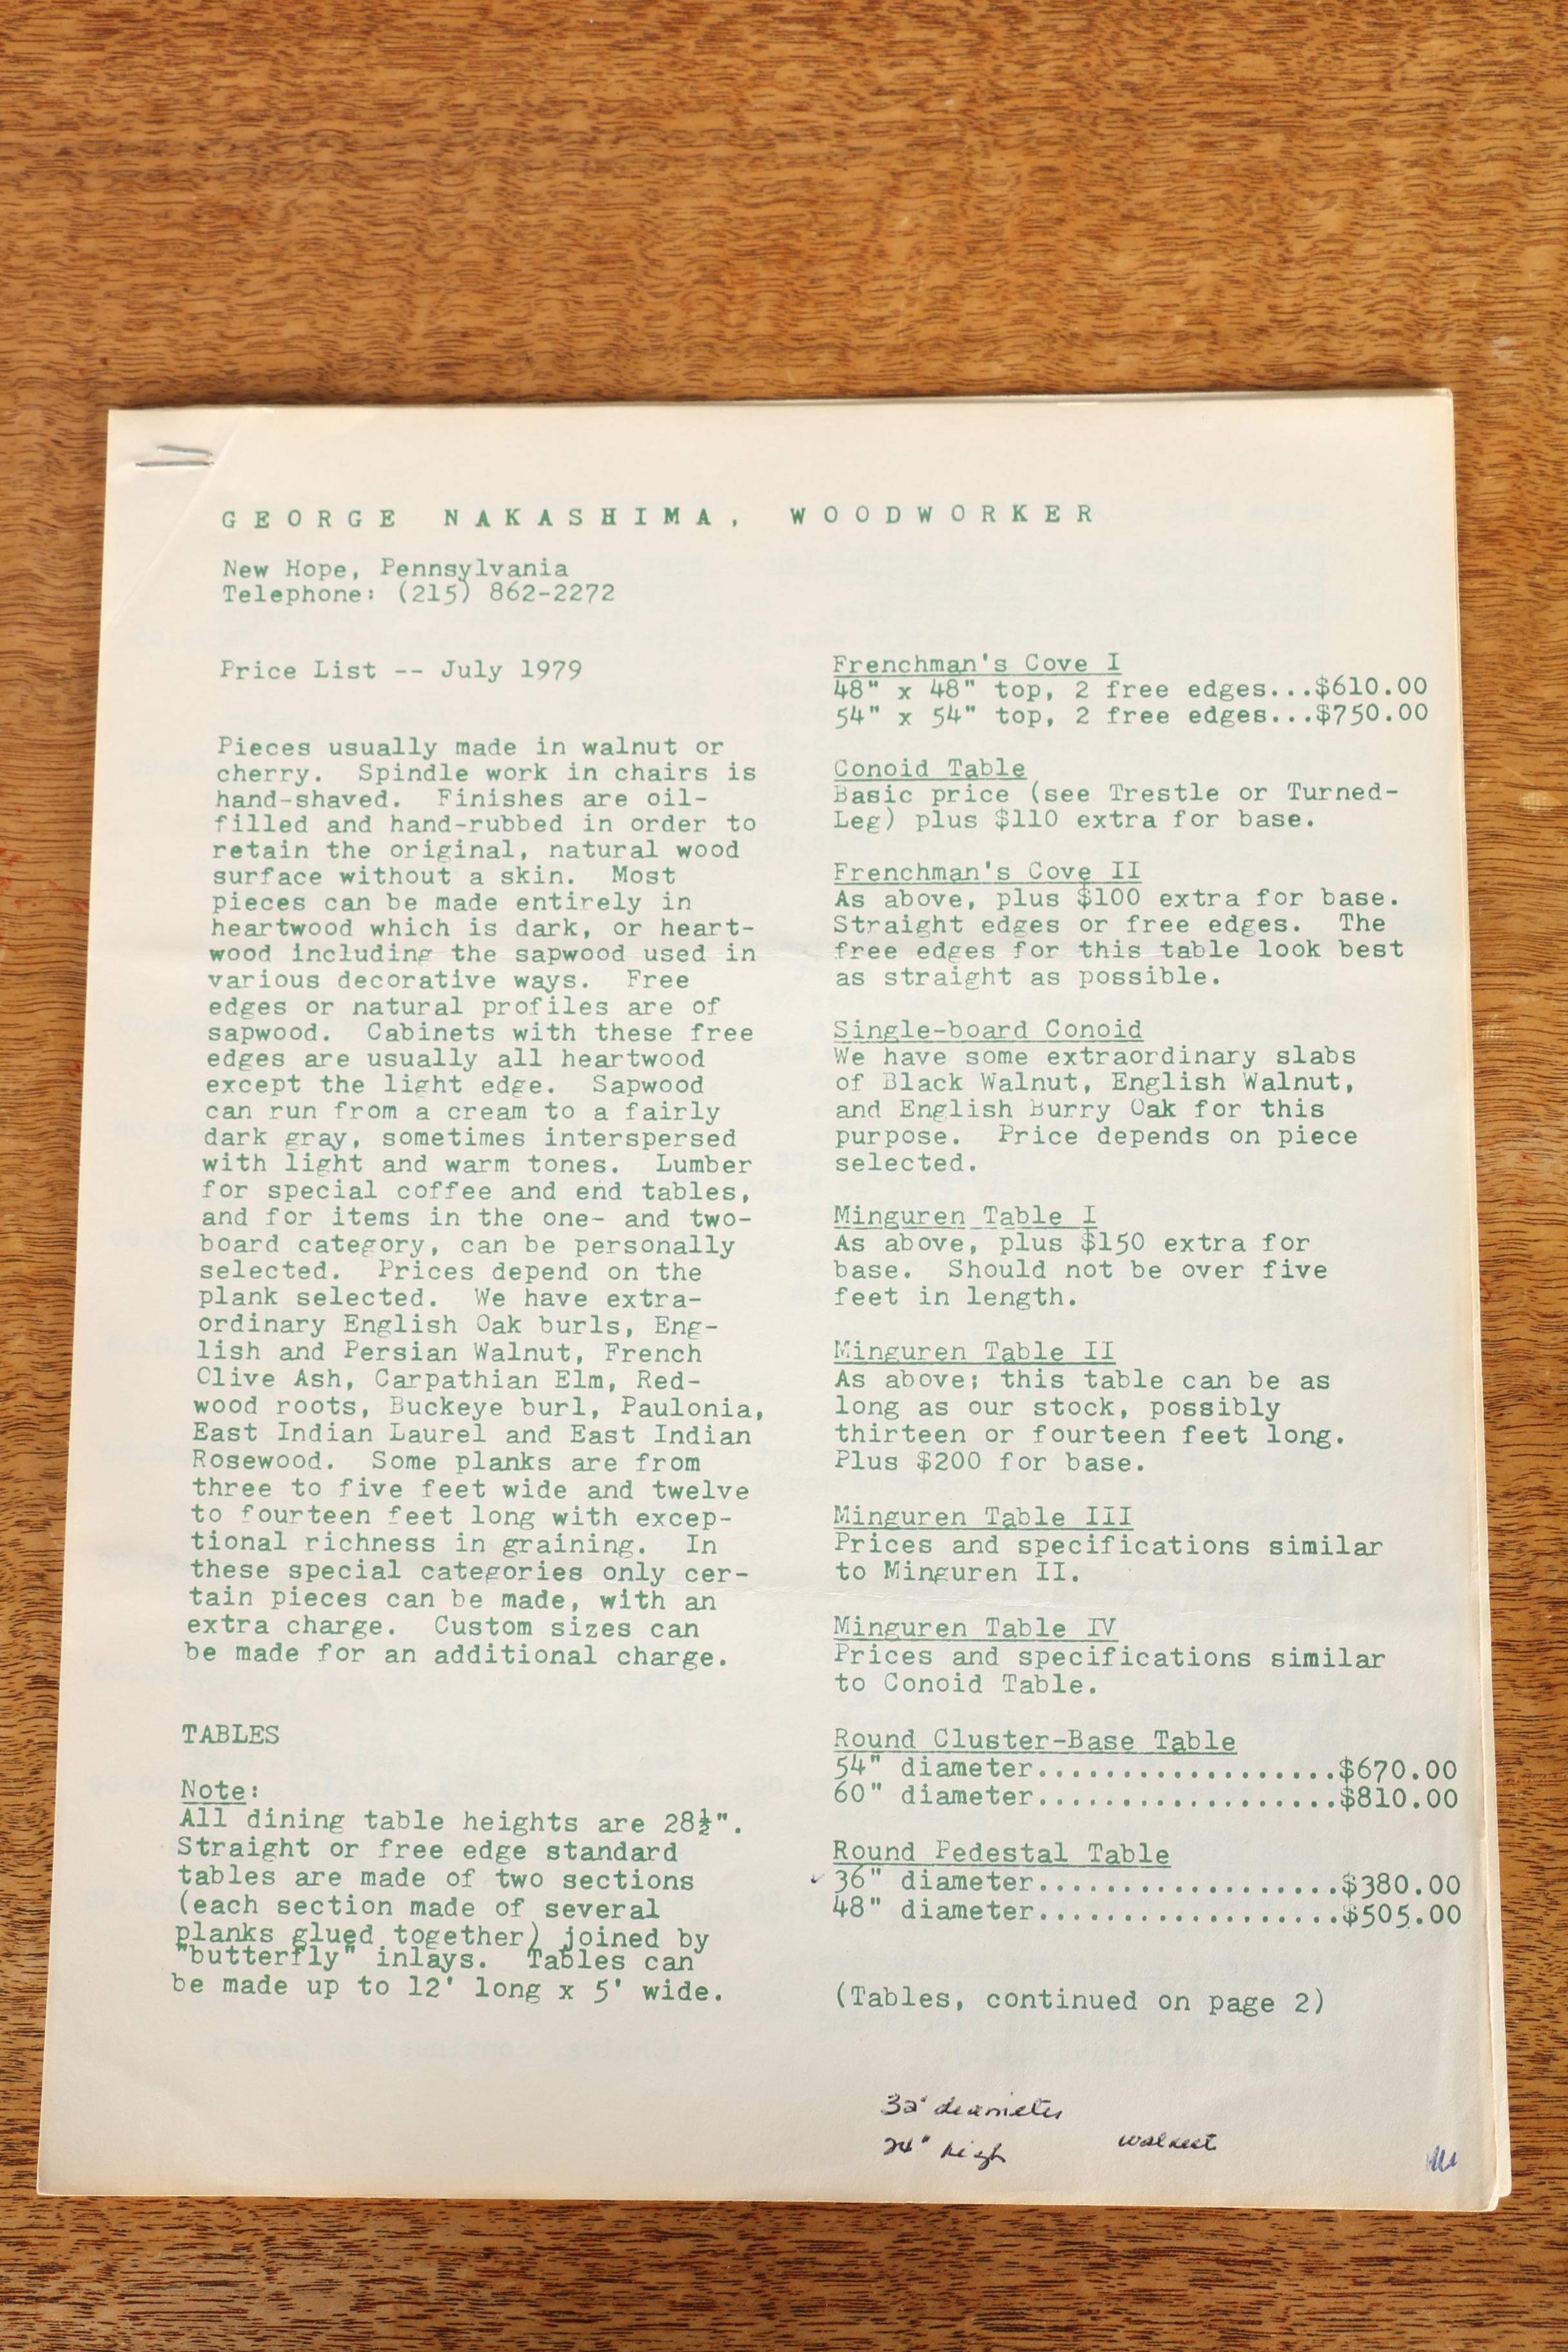 GEORGE NAKASHIMA, WOODWORKER
New Hope, Pennsylvania
Telephone: (215) 862-2272
Price List -- July 1979
Pieces usually made in walnut or
cherry. Spindle work in chairs is
hand-shaved. Finishes are oil-
filled and hand-rubbed in order to
retain the original, natural wood
surface without a skin. Most
pieces can be made entirely in
heartwood which is dark, or heart-
wood including the sapwood used in
various decorative ways. Free
edges or natural profiles are of
sapwood. Cabinets with these free
edges are usually all heartwood
except the light edge. Sapwood
can run from a cream to a fairly
dark gray, sometimes interspersed
with light and warm tones. Lumber
for special coffee and end tables,
and for items in the one- and two-
board category, can be personally
selected. Prices depend on the
plank selected. We have extra-
ordinary English Oak burls, Eng-
lish and Persian Walnut, French
Clive Ash, Carpathian Elm, Red-
wood roots, Buckeye burl, Paulonia,
East Indian Laurel and East Indian
Rosewood. Some planks are from
three to five feet wide and twelve
to fourteen feet long with excep-
tional richness in graining. In
these special categories only cer-
tain pieces can be made, with an
extra charge. Custom sizes can
be made for an additional charge.
TABLES
Note:
All dining table heights are 28½".
Straight or free edge standard
tables are made of two sections
(each section made of several
planks glued together) joined by
"butterfly" inlays. Tables can
be made up to 12' long x 5' wide.
Frenchman's Cove I
48" x 48" top, 2 free edges...$610.00
54" x 54" top, 2 free edges...$750.00
Conoid Table
Basic price (see Trestle or Turned-
Leg) plus $110 extra for base.
Frenchman's Cove II
As above, plus $100 extra for base.
Straight edges or free edges. The
free edges for this table look best
as straight as possible.
Single-board Conoid
We have some extraordinary slabs
of Black Walnut, English Walnut,
and English Burry Oak for this
purpose. Price depends on piece
selected.
Minguren Table I
As above, plus $150 extra for
base. Should not be over five
feet in length.
Minguren Table II
As above; this table can be as
long as our stock, possibly
thirteen or fourteen feet long.
Plus $200 for base.
Minguren Table III
Prices and specifications similar
to Minguren II.
Minguren Table IV
Prices and specifications similar
to Conoid Table.
Round Cluster-Base Table
54" diameter...................$670.00
60" diameter...................$810.00
Round Pedestal Table
✓ 36" diameter...................$380.00
48" diameter...................$505.00
(Tables, continued on page 2)
32" diameter
24" high walnut